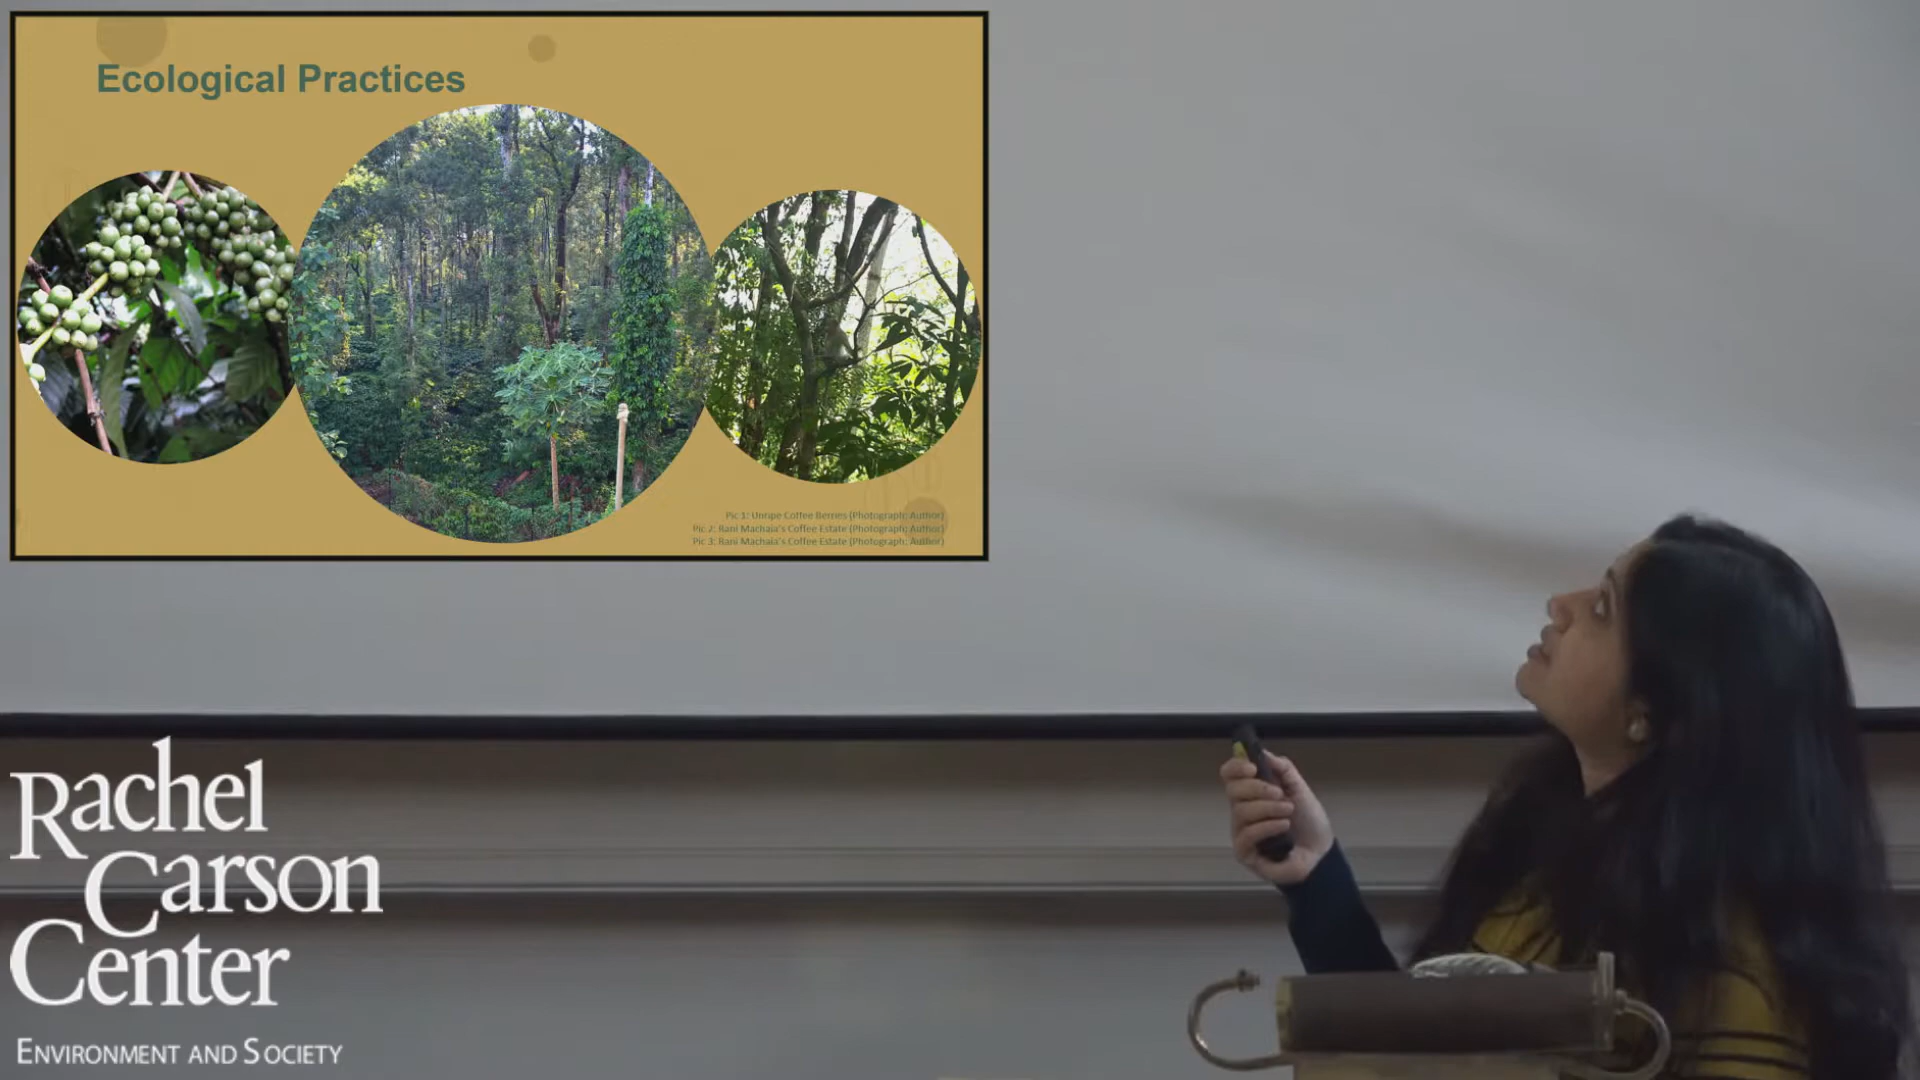 Ecological Practices
Pic 1: Unripe Coffee Berries (Photograph: Author)
Pic 2: Rani Machaia's Coffee Estate (Photograph: Author)
Pic 3: Rani Machaia's Coffee Estate (Photograph: Author)
Rachel
Carson
Center
Environment and Society